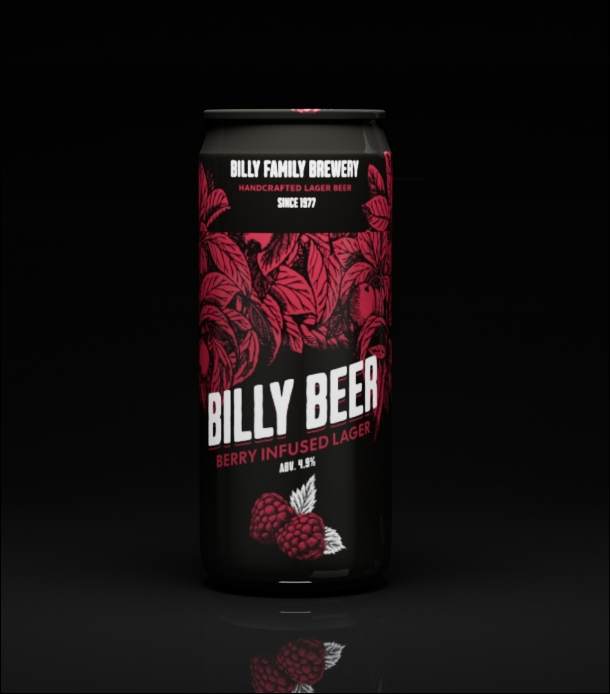 BILLY FAMILY BREWERY
HANDCRAFTED LAGER BEER
SINCE 1977
BILLY BEER
BERRY INFUSED LAGER
ABV. 4.9%